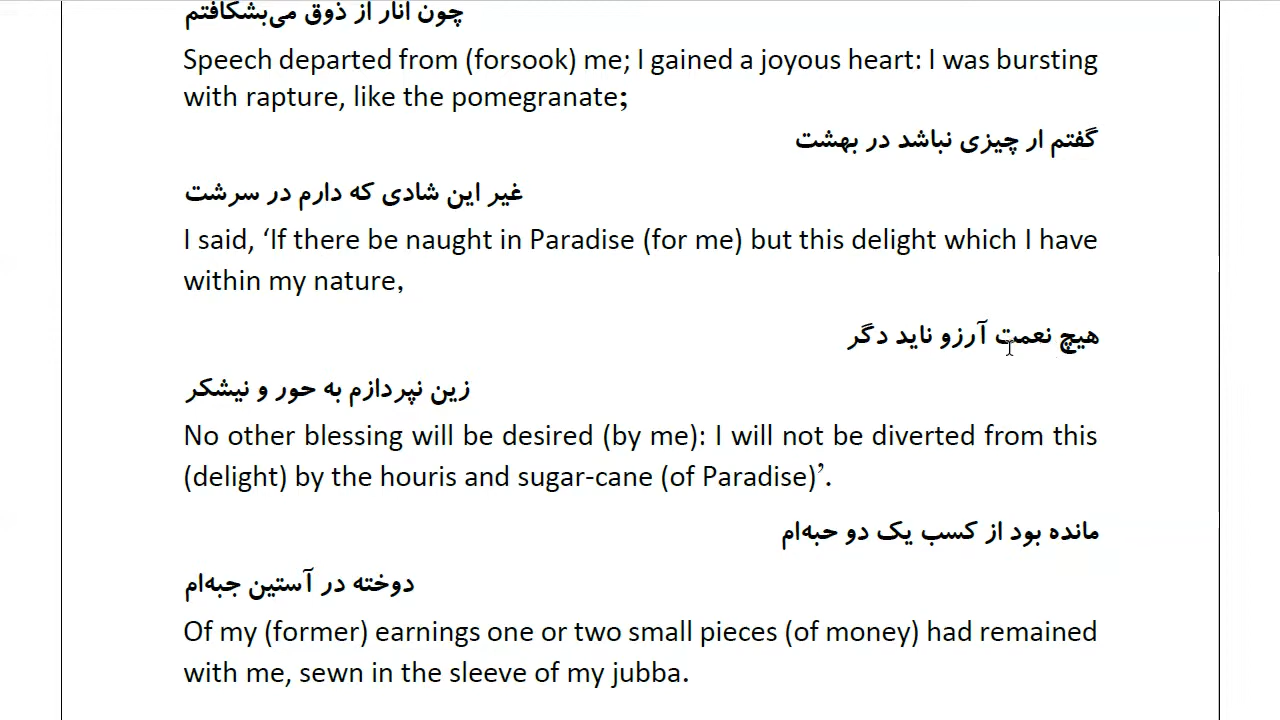 چون انار از ذوق می‌بشکافتم
Speech departed from (forsook) me; I gained a joyous heart: I was bursting
with rapture, like the pomegranate;
گفتم ار چیزی نباشد در بهشت
غیر این شادی که دارم در سرشت
I said, ‘If there be naught in Paradise (for me) but this delight which I have
within my nature,
هیچ نعمت آرزو ناید دگر
زین نپردازم به حور و نیشکر
No other blessing will be desired (by me): I will not be diverted from this
(delight) by the houris and sugar-cane (of Paradise)’.
مانده بود از کسب یک دو حبه‌ام
دوخته در آستین جبه‌ام
Of my (former) earnings one or two small pieces (of money) had remained
with me, sewn in the sleeve of my jubba.